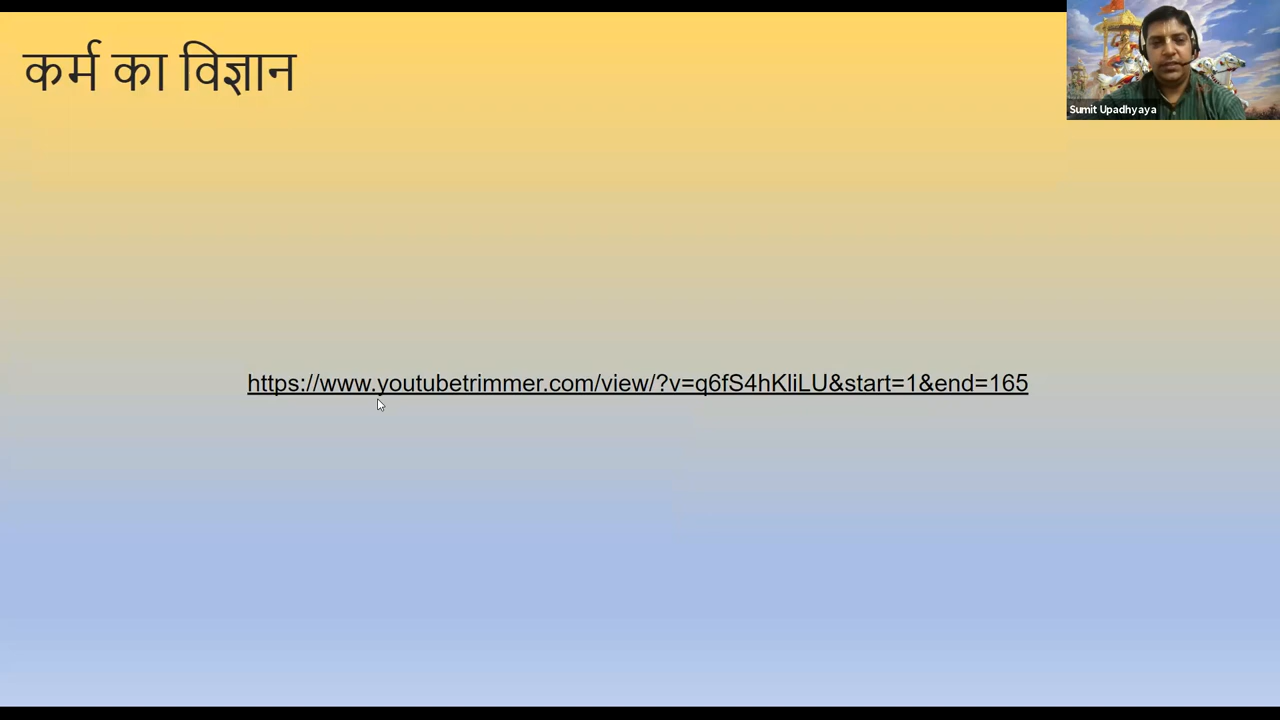 कर्म का विज्ञान
Sumit Upadhyaya
https://www.youtubetrimmer.com/view/?v=q6fS4hKliLU&start=1&end=165